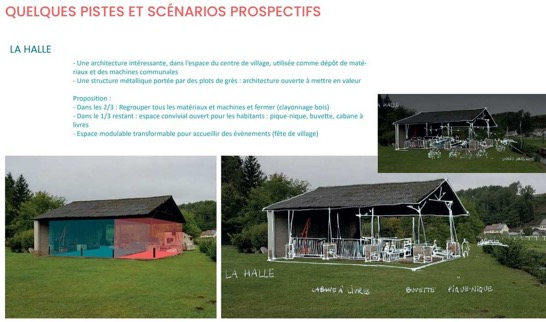 QUELQUES PISTES ET SCÉNARIOS PROSPECTIFS
LA HALLE
- Une architecture intéressante, dans l'espace du centre de village, utilisée comme dépôt de maté-
riaux et des machines communales
- Une structure métallique portée par des plots de grés : architecture ouverte à mettre en valeur
Proposition :
- Dans les 2/3 : Regrouper tous les matériaux et machines et fermer (clayonnage bois)
- Dans le 1/3 restant : espace convivial ouvert pour les habitants : pique-nique, buvette, cabane à
livres
- Espace modulable transformable pour accueillir des évènements (fête de village)
LA HALLE
LA HALLE
CABANE À LIVRES BUVETTE PIQUE-NIQUE